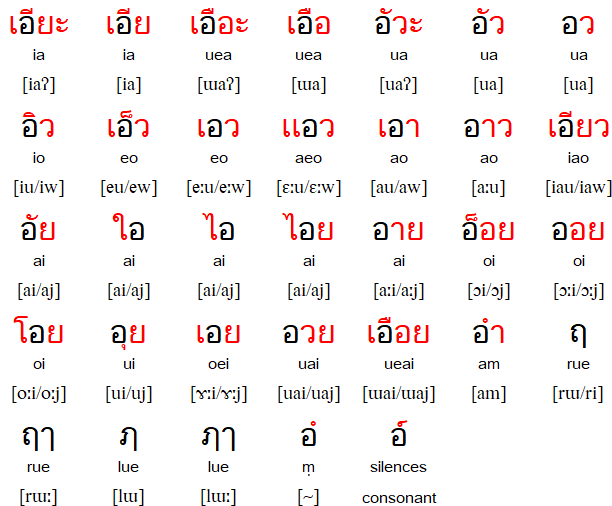 เอียะ เอีย เอือะ เอือ อัวะ อัว อว
ia ia uea uea ua ua ua
[iaʔ] [ia] [ɯaʔ] [ɯa] [uaʔ] [ua] [ua]
อิว เอ็ว เอว แอว เอา อาว เอียว
io eo eo aeo ao ao iao
[iu/iw] [eu/ew] [eːu/eːw] [ɛːu/ɛːw] [au/aw] [aːu] [iau/iaw]
อัย ใอ ไอ ไอย อาย อ็อย ออย
ai ai ai ai ai oi oi
[ai/aj] [ai/aj] [ai/aj] [ai/aj] [aːi/aːj] [ɔi/ɔj] [ɔːi/ɔːj]
โอย อุย เอย อวย เอือย อำ ฤ
oi ui oei uai ueai am rue
[oːi/oːj] [ui/uj] [ɤːi/ɤːj] [uai/uaj] [ɯai/ɯaj] [am] [rɯ/ri]
ฤๅ ฦ ฦๅ อํ อ์
rue lue lue ṃ silences
[rɯː] [lɯ] [lɯː] [~] consonant